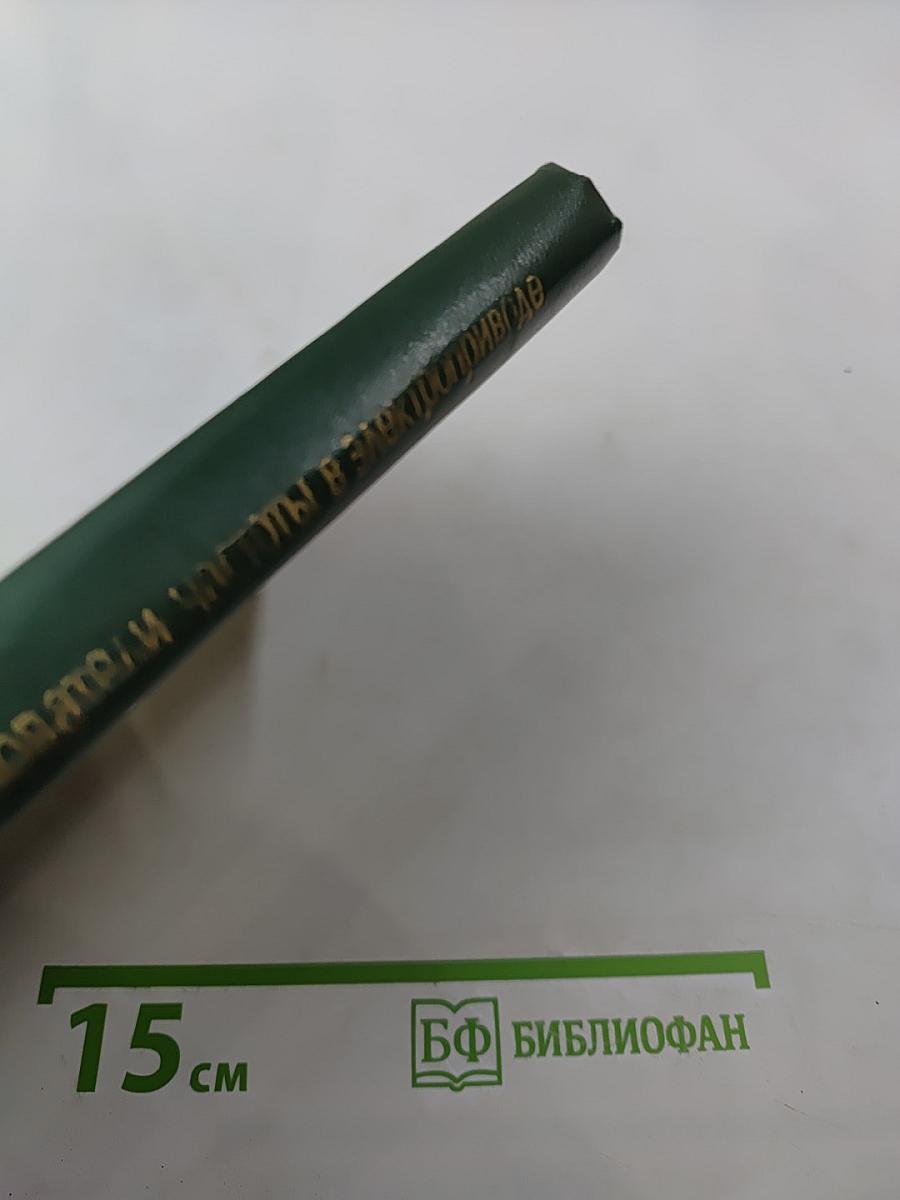 частоты в электроприводе
15 см
БФ БИБЛИОФАН